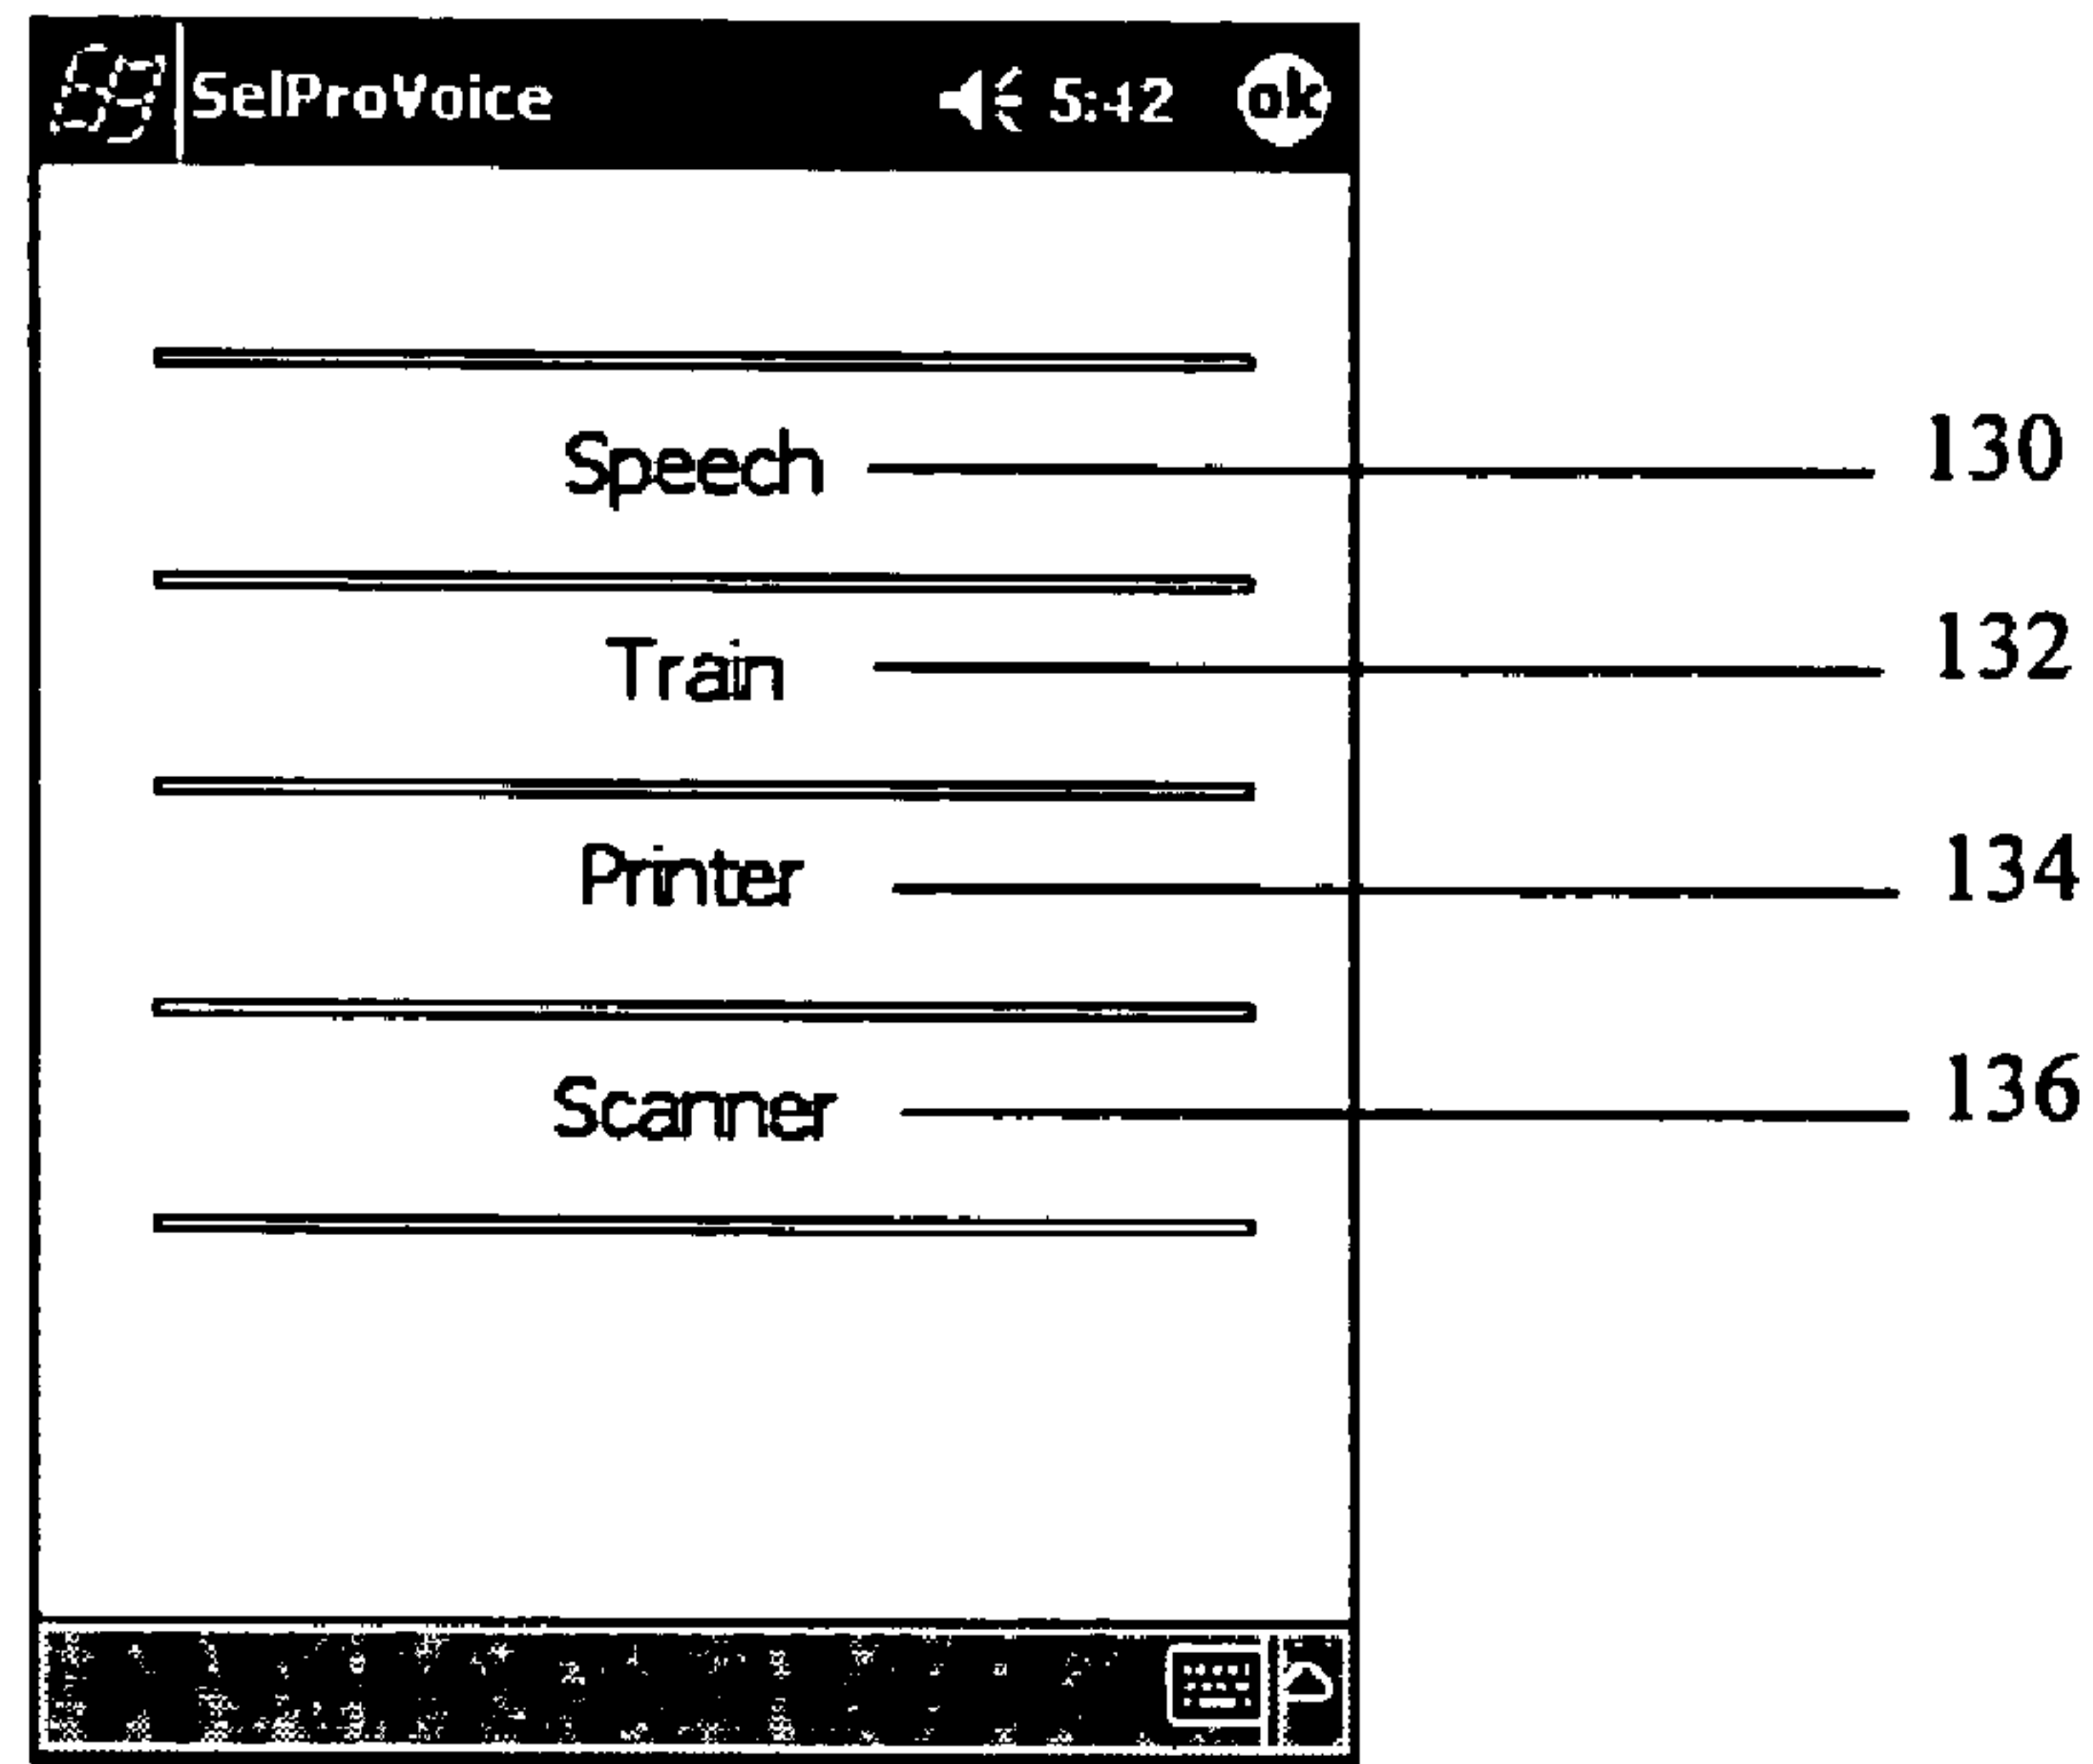 SelProVoice 5:42 ok
Speech 130
Train 132
Printer 134
Scanner 136